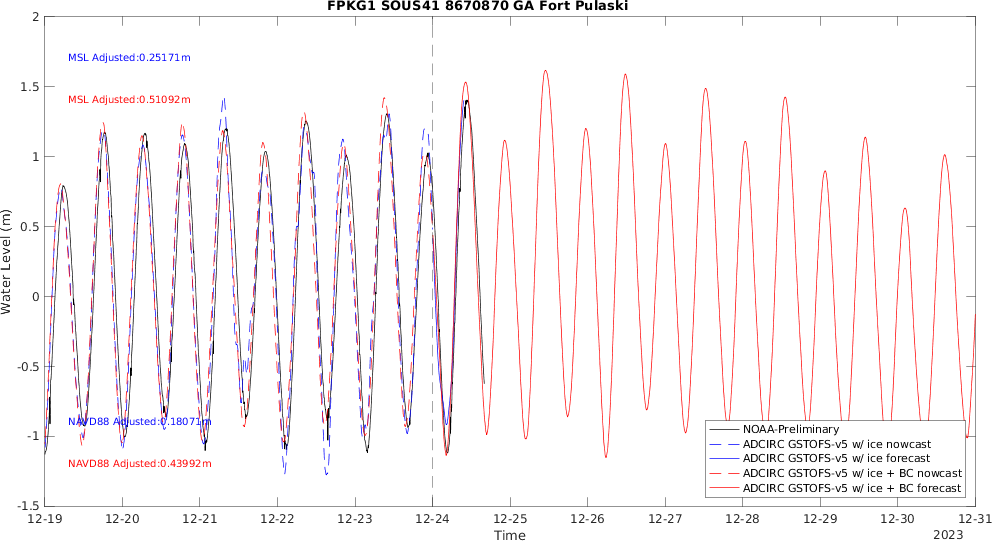 FPKG1 SOUS41 8670870 GA Fort Pulaski
2
1.5
1
0.5
0
-0.5
-1
-1.5
Water Level (m)
MSL Adjusted:0.25171m
MSL Adjusted:0.51092m
NAVD88 Adjusted:0.18071m
NAVD88 Adjusted:0.43992m
NOAA-Preliminary
ADCIRC GSTOFS-v5 w/ ice nowcast
ADCIRC GSTOFS-v5 w/ ice forecast
ADCIRC GSTOFS-v5 w/ ice + BC nowcast
ADCIRC GSTOFS-v5 w/ ice + BC forecast
12-19 12-20 12-21 12-22 12-23 12-24 12-25 12-26 12-27 12-28 12-29 12-30 12-31
Time
2023